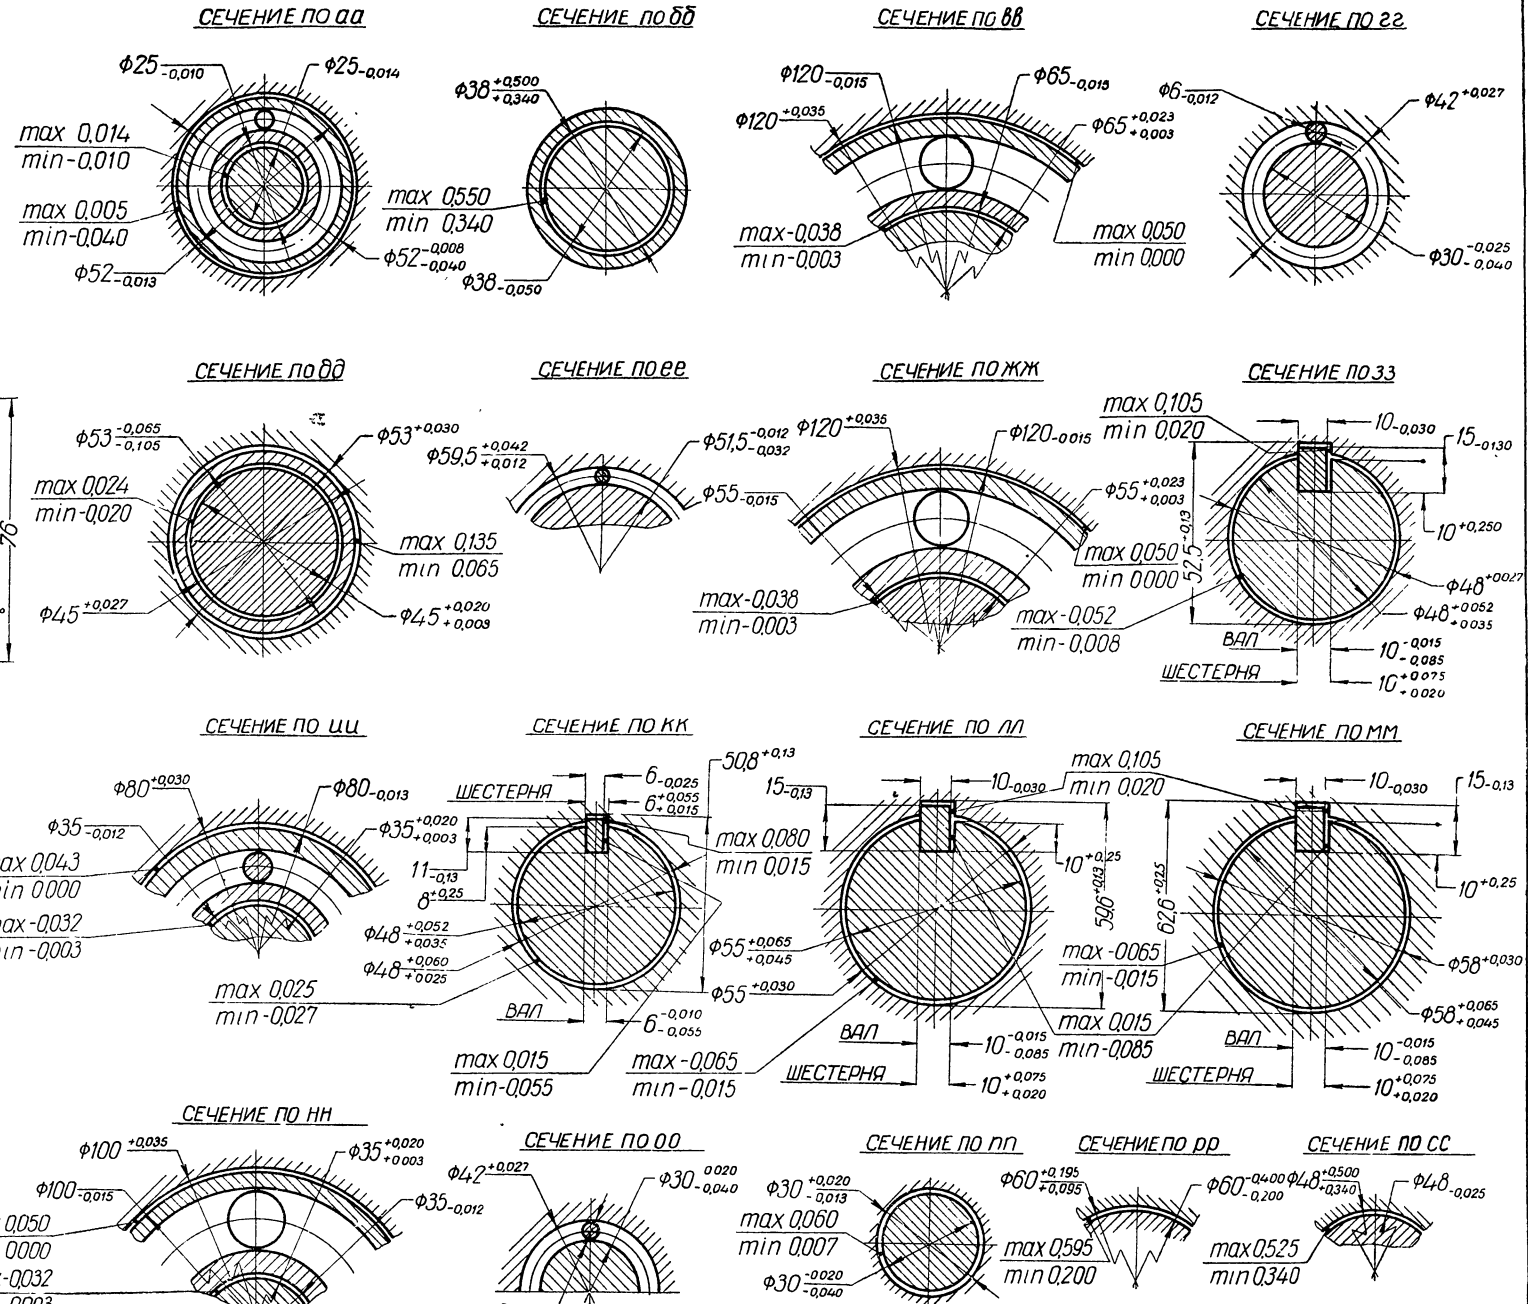 СЕЧЕНИЕ ПО аа
Ф25-0,010
Ф25-0,014
max 0,014
min-0,010
max 0,005
min-0,040
Ф52-0,013
Ф52-0,008
-0,040
СЕЧЕНИЕ ПО бб
Ф38+0,500
+0,340
max 0,550
min 0,340
Ф38-0,050
СЕЧЕНИЕ ПО вв
Ф120-0,015
Ф65-0,015
Ф120+0,035
Ф65+0,023
+0,003
max-0,038
min-0,003
max 0,050
min 0,000
СЕЧЕНИЕ ПО гг
Ф6-0,012
Ф42+0,027
Ф30-0,025
-0,040
76
СЕЧЕНИЕ ПО дд
Ф53-0,065
-0,105
Ф53+0,030
max 0,024
min-0,020
max 0,135
min 0.065
Ф45+0,027
Ф45+0,020
+0,003
СЕЧЕНИЕ ПО ее
Ф59,5+0,042
+0,012
Ф51,5-0,012
-0,032
СЕЧЕНИЕ ПО ЖЖ
Ф120+0,035
Ф120-0015
Ф55-0,015
Ф55+0,023
+0,003
max 0,050
min 0000
max-0,038
min-0.003
СЕЧЕНИЕ ПО ЗЗ
max 0,105
min 0,020
10-0,030
15-0130
10+0,250
52,5+0,13
Ф48+0027
Ф48+0052
+0035
max-0,052
min-0,008
ВАЛ
10-0,015
-0,085
ШЕСТЕРНЯ
10+0075
+0020
СЕЧЕНИЕ ПО ИИ
Ф80+0,030
Ф80-0,013
Ф35-0,012
Ф35+0,020
+0,003
max 0,043
min 0000
max-0,032
min-0,003
СЕЧЕНИЕ ПО КК
ШЕСТЕРНЯ
6-0,025
6+0,055
+0,015
50,8+0,13
max 0,080
min 0,015
11-0,13
8+0,25
Ф48+0,052
+0,035
Ф48+0,060
+0025
max 0,025
min-0,027
ВАЛ
6-0,010
-0,055
max 0,015
min-0,055
СЕЧЕНИЕ ПО ЛЛ
15-0,13
10-0,030
max 0,105
min 0,020
10+0,25
59,6+0,13
Ф55+0,065
+0,045
Ф55+0,030
max-0,065
min-0,015
ВАЛ
10-0,015
-0,085
ШЕСТЕРНЯ
10+0,075
+0,020
max 0,015
min-0,085
СЕЧЕНИЕ ПО ММ
10-0,030
15-0,13
10+0,25
62,6+0,25
max-0065
min-0,015
Ф58+0,030
Ф58+0,065
+0,045
ВАЛ
10-0,015
-0,085
ШЕСТЕРНЯ
10+0,075
+0,020
СЕЧЕНИЕ ПО НН
Ф100+0,035
Ф35+0,020
+0003
Ф100-0,015
Ф35-0,012
0,050
0000
-0,032
СЕЧЕНИЕ ПО ОО
Ф42+0,027
Ф30-0,020
-0,040
СЕЧЕНИЕ ПО ПП
Ф30+0,020
-0,013
max 0,060
min 0,007
Ф30-0020
-0,040
СЕЧЕНИЕ ПО РР
Ф60+0,195
+0,095
Ф60-0,400
-0,200
max 0,595
min 0,200
СЕЧЕНИЕ ПО СС
Ф48+0,500
+0,340
Ф48-0,025
max 0,525
min 0,340